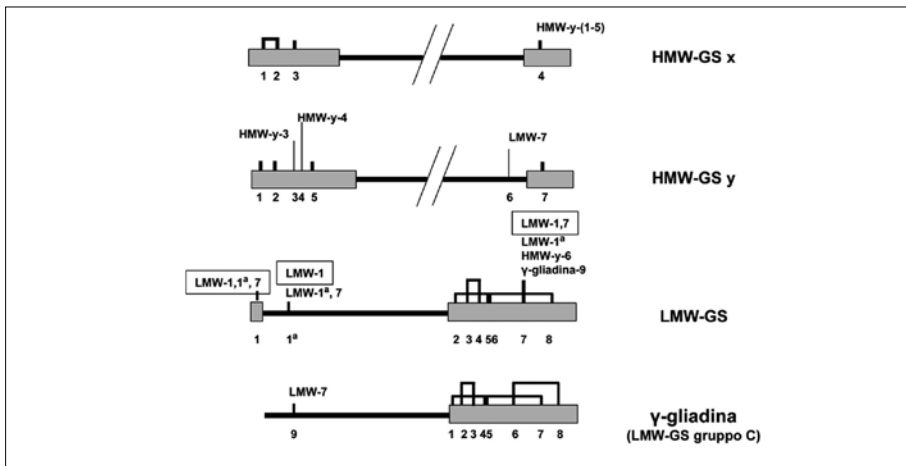 HMW-y-(1-5)
1 2 3 4
HMW-GS x
HMW-y-3 HMW-y-4 LMW-7
1 2 34 5 6 7
HMW-GS y
LMW-1,7
LMW-1ª
HMW-y-6
γ-gliadina-9
LMW-1,1ª, 7
LMW-1
LMW-1ª, 7
1 1ª 2 3 4 56 7 8
LMW-GS
LMW-7
9 1 2 3 45 6 7 8
γ-gliadina
(LMW-GS gruppo C)